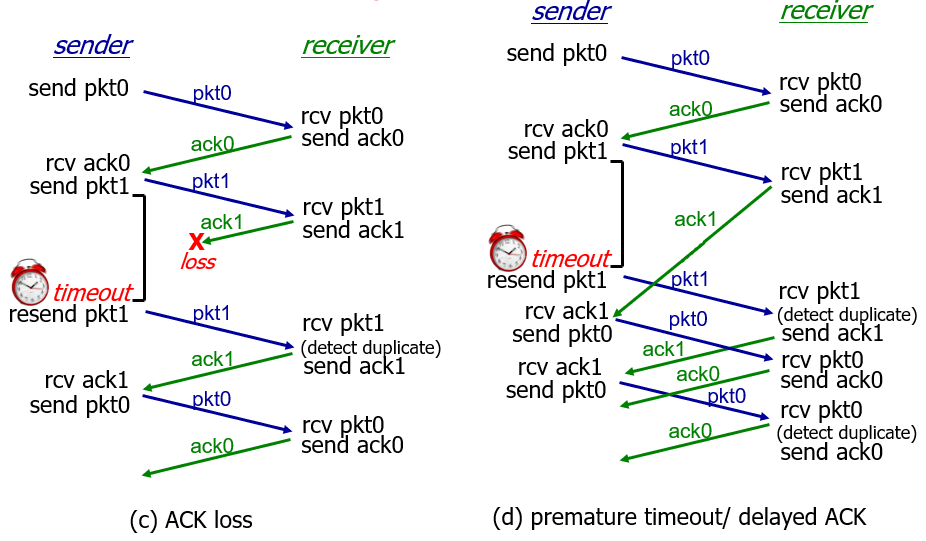 sender
receiver
send pkt0
pkt0
rcv pkt0
send ack0
ack0
rcv ack0
send pkt1
pkt1
rcv pkt1
send ack1
ack1
X
loss
timeout
resend pkt1
pkt1
rcv pkt1
(detect duplicate)
send ack1
ack1
rcv ack1
send pkt0
pkt0
rcv pkt0
send ack0
ack0
(c) ACK loss
sender
receiver
send pkt0
pkt0
rcv pkt0
send ack0
ack0
rcv ack0
send pkt1
pkt1
rcv pkt1
send ack1
ack1
timeout
resend pkt1
pkt1
rcv pkt1
(detect duplicate)
send ack1
rcv ack1
send pkt0
pkt0
ack1
rcv pkt0
send ack0
rcv ack1
send pkt0
ack0
pkt0
rcv pkt0
(detect duplicate)
send ack0
ack0
(d) premature timeout/ delayed ACK